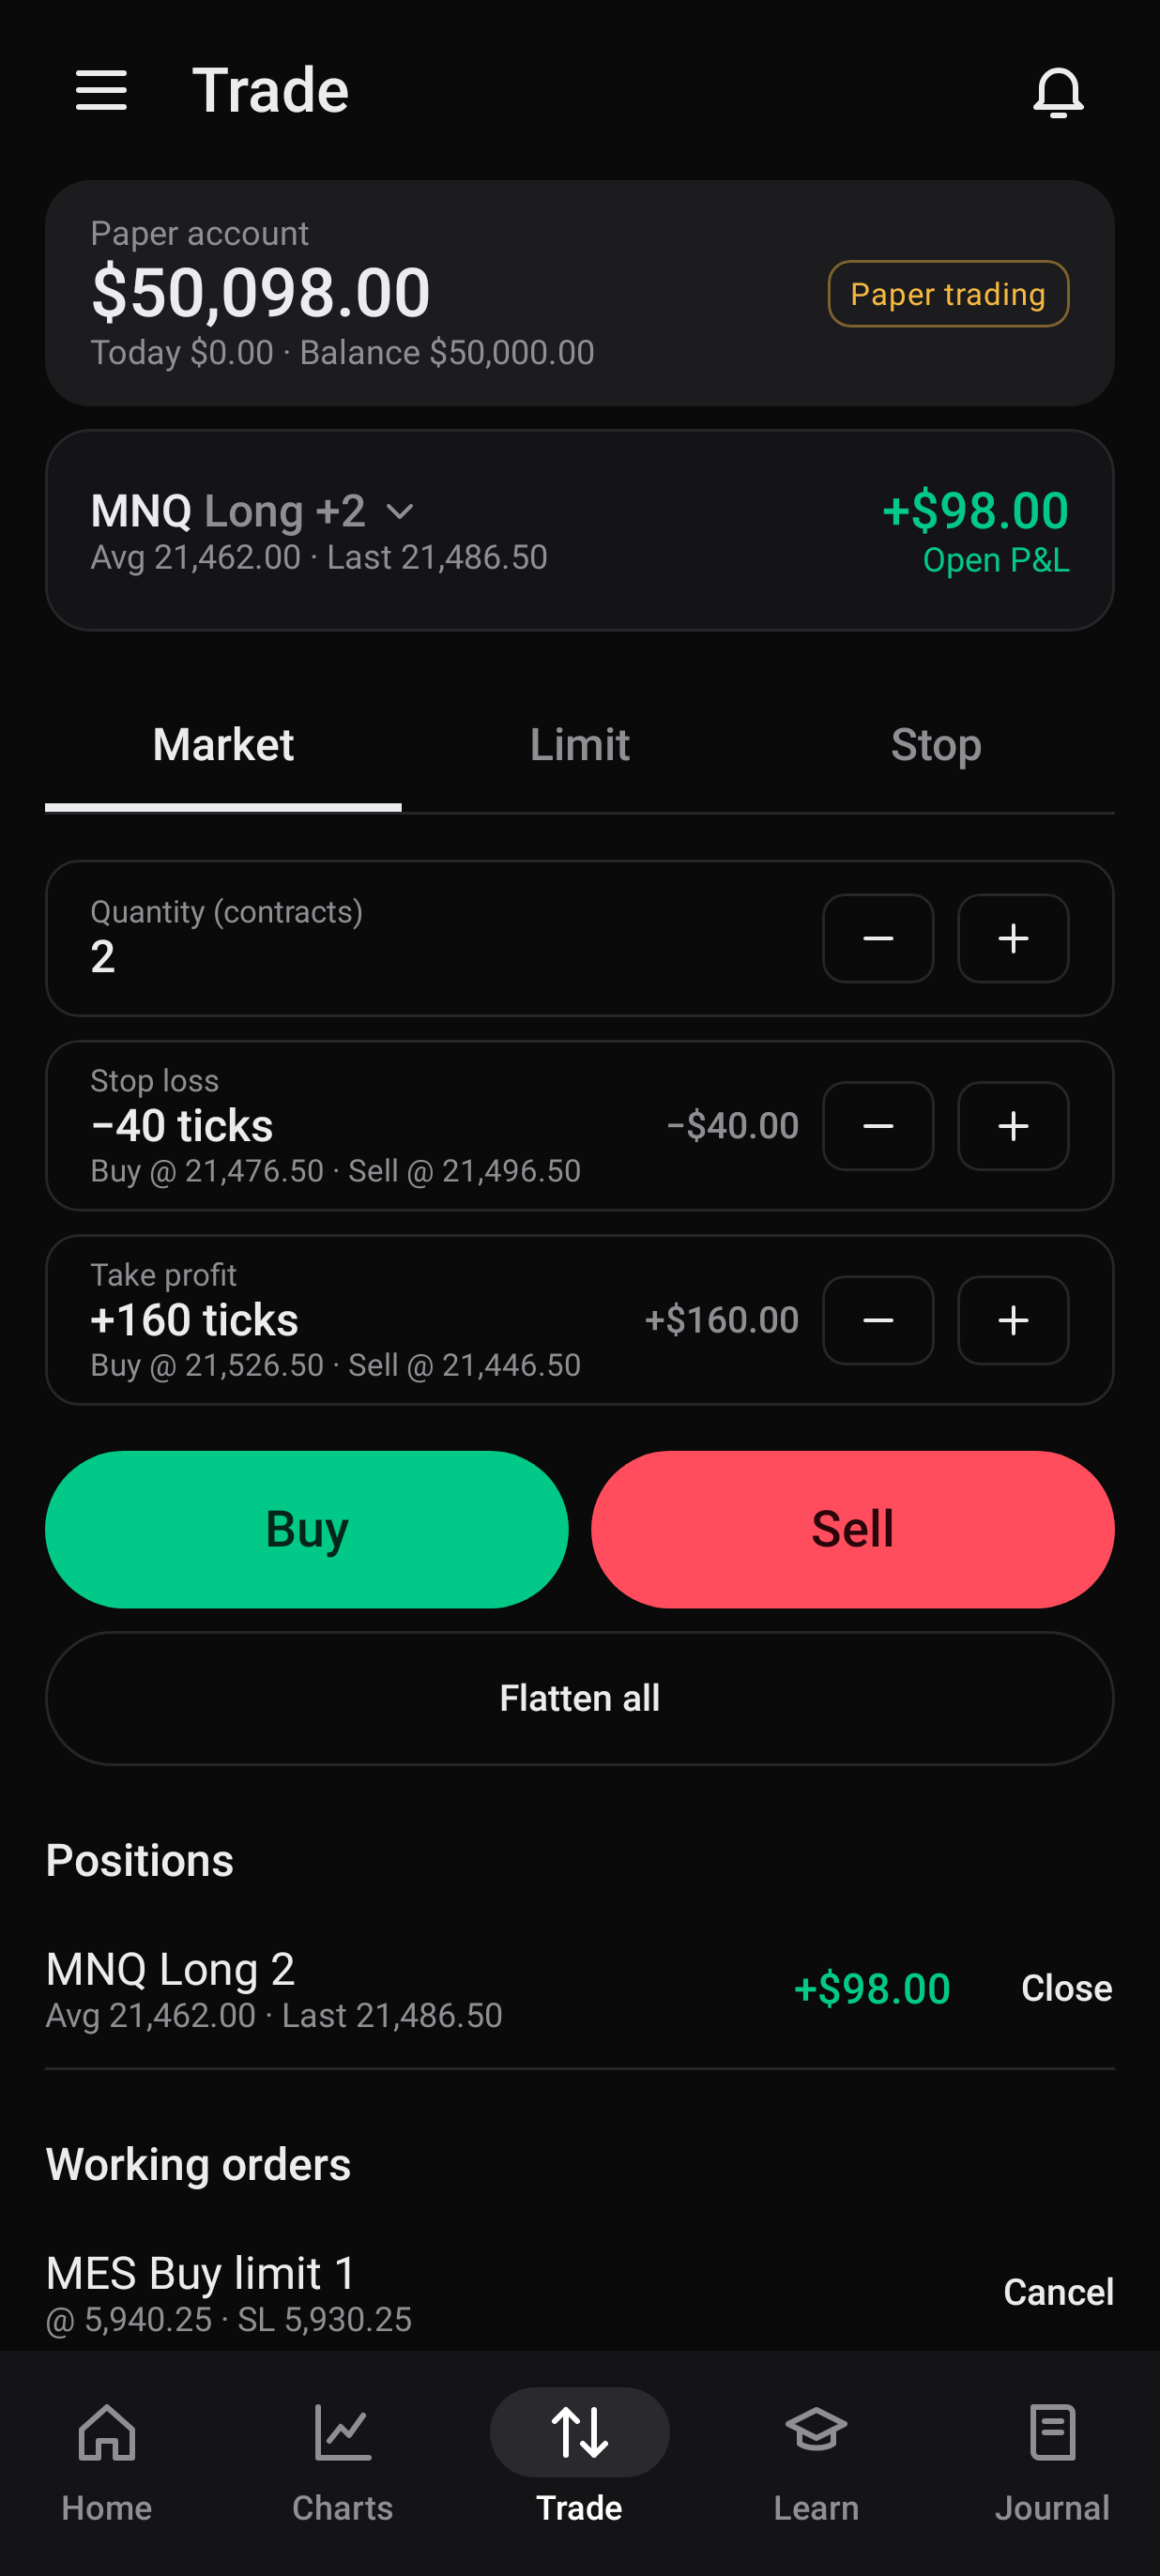 Trade
Paper account
$50,098.00
Paper trading
Today $0.00 · Balance $50,000.00
MNQ Long +2
+$98.00
Avg 21,462.00 · Last 21,486.50
Open P&L
Market
Limit
Stop
Quantity (contracts)
2
Stop loss
−40 ticks
−$40.00
Buy @ 21,476.50 · Sell @ 21,496.50
Take profit
+160 ticks
+$160.00
Buy @ 21,526.50 · Sell @ 21,446.50
Buy
Sell
Flatten all
Positions
MNQ Long 2
+$98.00
Close
Avg 21,462.00 · Last 21,486.50
Working orders
MES Buy limit 1
Cancel
@ 5,940.25 · SL 5,930.25
Home
Charts
Trade
Learn
Journal